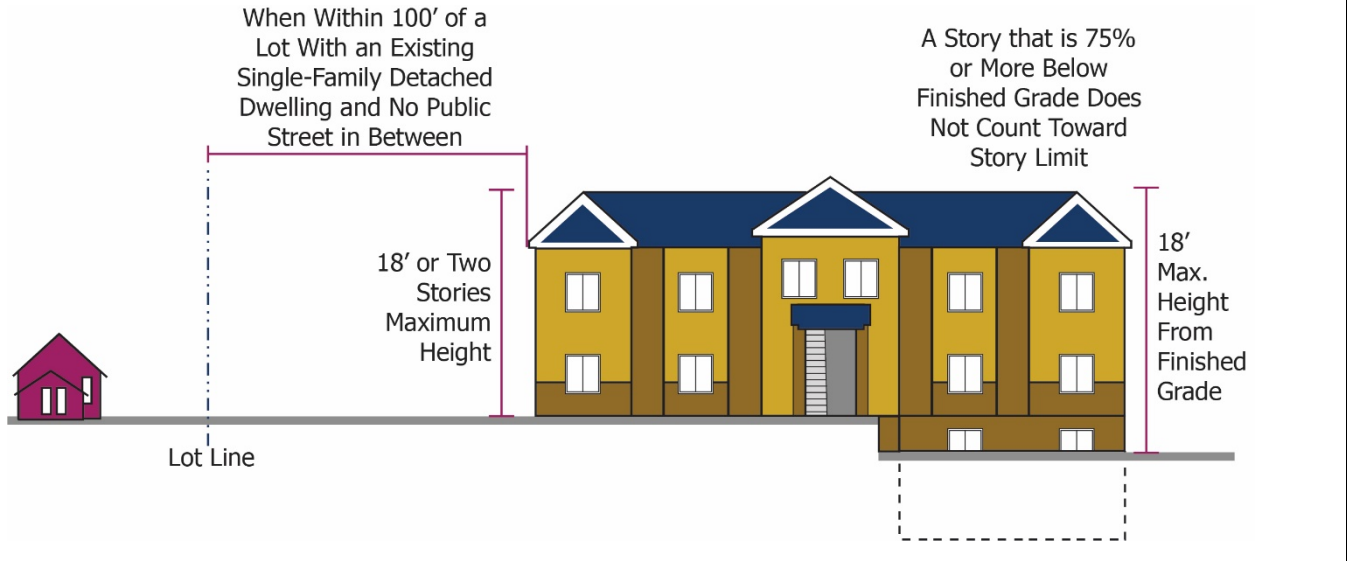 When Within 100′ of a
Lot With an Existing
Single-Family Detached
Dwelling and No Public
Street in Between
A Story that is 75%
or More Below
Finished Grade Does
Not Count Toward
Story Limit
18′ or Two
Stories
Maximum
Height
18′
Max.
Height
From
Finished
Grade
Lot Line